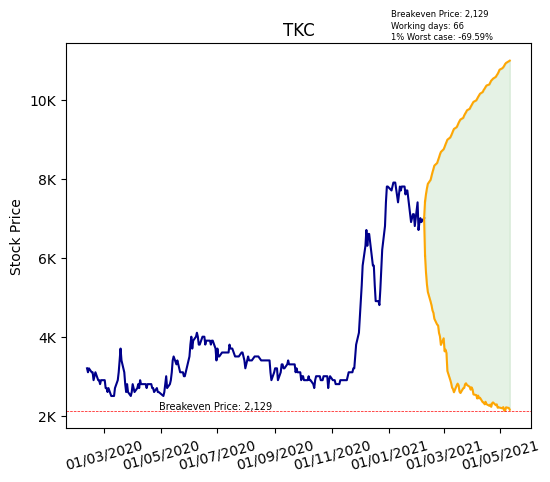 Breakeven Price: 2,129
Working days: 66
1% Worst case: -69.59%
TKC
Stock Price
10K
8K
6K
4K
2K
Breakeven Price: 2,129
01/03/2020
01/05/2020
01/07/2020
01/09/2020
01/11/2020
01/01/2021
01/03/2021
01/05/2021